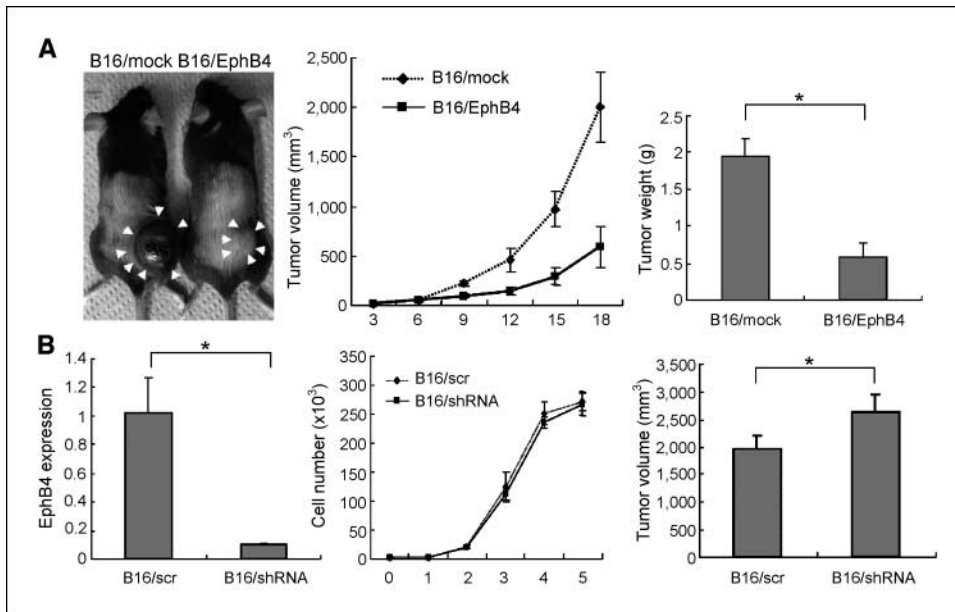 A
B16/mock B16/EphB4
Tumor volume (mm³)
2,500
2,000
1,500
1,000
500
0
3 6 9 12 15 18
B16/mock
B16/EphB4
Tumor weight (g)
2.5
2
1.5
1
0.5
0
*
B16/mock B16/EphB4
B
EphB4 expression
1.4
1.2
1
0.8
0.6
0.4
0.2
0
*
B16/scr B16/shRNA
Cell number (x10³)
350
300
250
200
150
100
50
0
0 1 2 3 4 5
B16/scr
B16/shRNA
Tumor volume (mm³)
3,500
3,000
2,500
2,000
1,500
1,000
500
0
*
B16/scr B16/shRNA